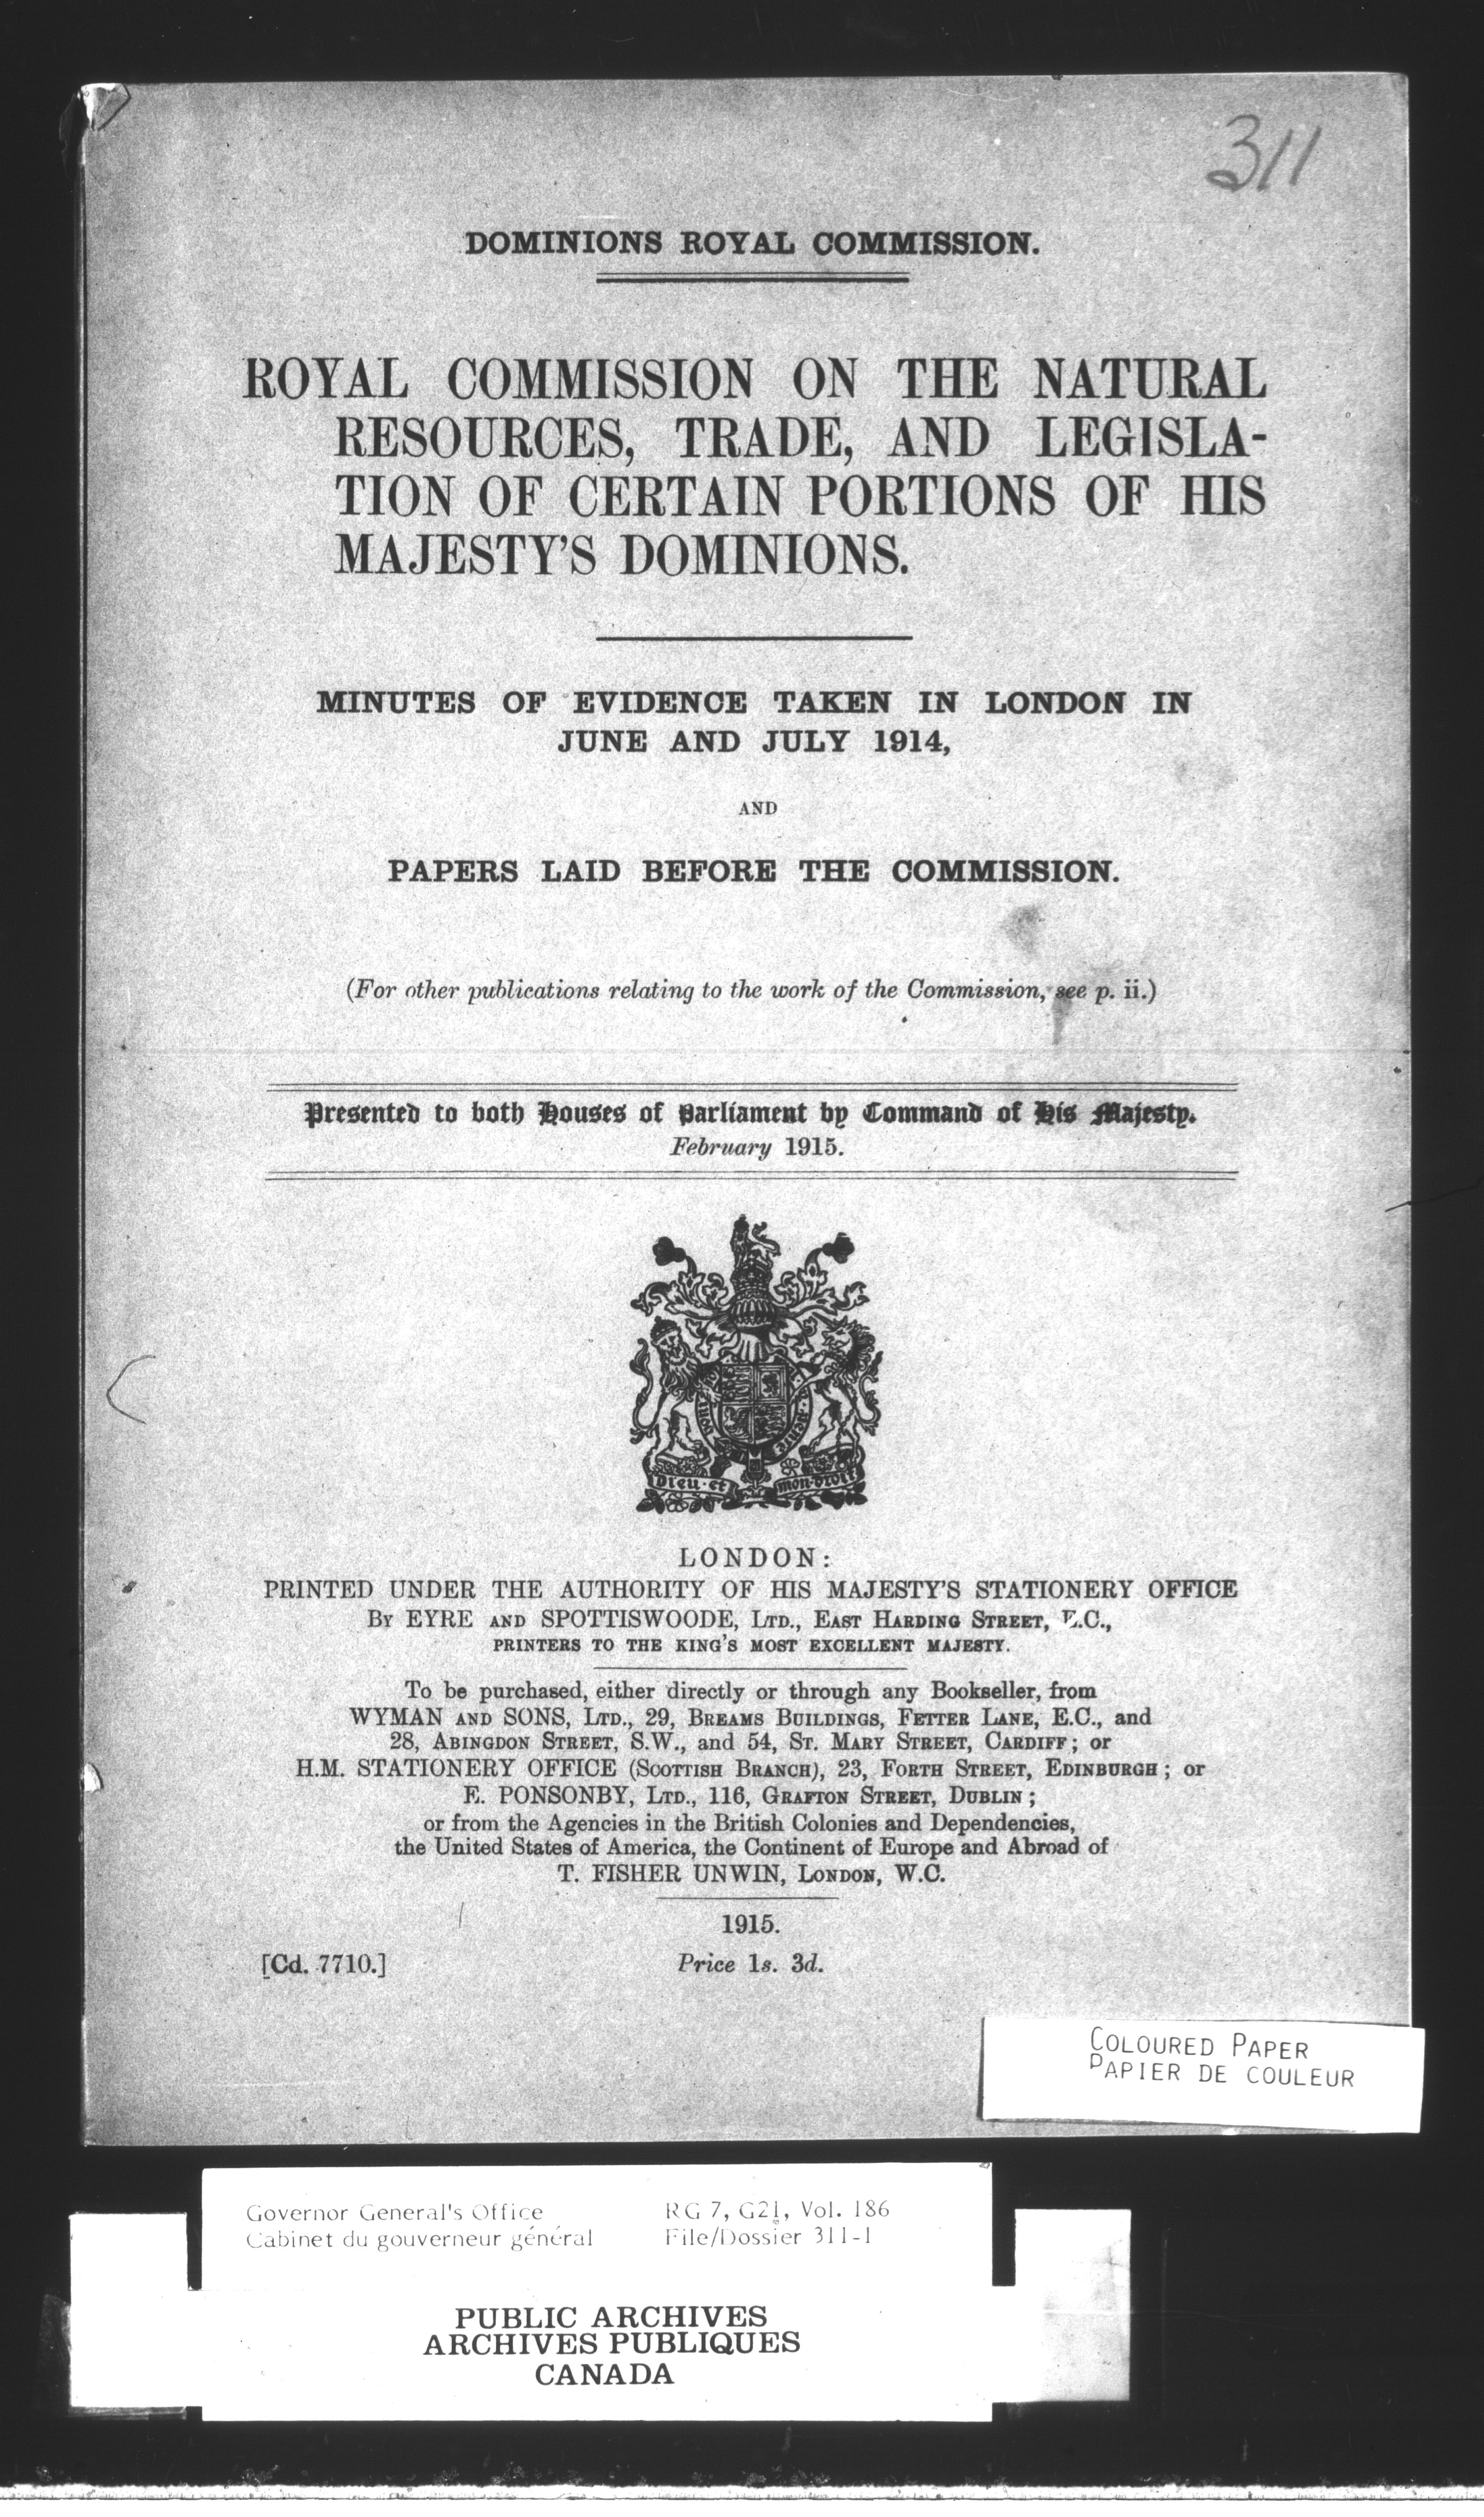 311
DOMINIONS ROYAL COMMISSION.
ROYAL COMMISSION ON THE NATURAL
RESOURCES, TRADE, AND LEGISLA-
TION OF CERTAIN PORTIONS OF HIS
MAJESTY'S DOMINIONS.
MINUTES OF EVIDENCE TAKEN IN LONDON IN
JUNE AND JULY 1914,
AND
PAPERS LAID BEFORE THE COMMISSION.
(For other publications relating to the work of the Commission, see p. ii.)
Presented to both Houses of Parliament by Command of His Majesty.
February 1915.
Dieu et mon droit
LONDON:
PRINTED UNDER THE AUTHORITY OF HIS MAJESTY'S STATIONERY OFFICE
BY EYRE AND SPOTTISWOODE, LTD., EAST HARDING STREET, E.C.,
PRINTERS TO THE KING'S MOST EXCELLENT MAJESTY.
To be purchased, either directly or through any Bookseller, from
WYMAN AND SONS, LTD., 29, BREAMS BUILDINGS, FETTER LANE, E.C., and
28, ABINGDON STREET, S.W., and 54, ST. MARY STREET, CARDIFF; or
H.M. STATIONERY OFFICE (SCOTTISH BRANCH), 23, FORTH STREET, EDINBURGH; or
E. PONSONBY, LTD., 116, GRAFTON STREET, DUBLIN;
or from the Agencies in the British Colonies and Dependencies,
the United States of America, the Continent of Europe and Abroad of
T. FISHER UNWIN, LONDON, W.C.
1915.
[Cd. 7710.] Price 1s. 3d.
COLOURED PAPER
PAPIER DE COULEUR
Governor General's Office RG 7, G21, Vol. 186
Cabinet du gouverneur général File/Dossier 311-1
PUBLIC ARCHIVES
ARCHIVES PUBLIQUES
CANADA